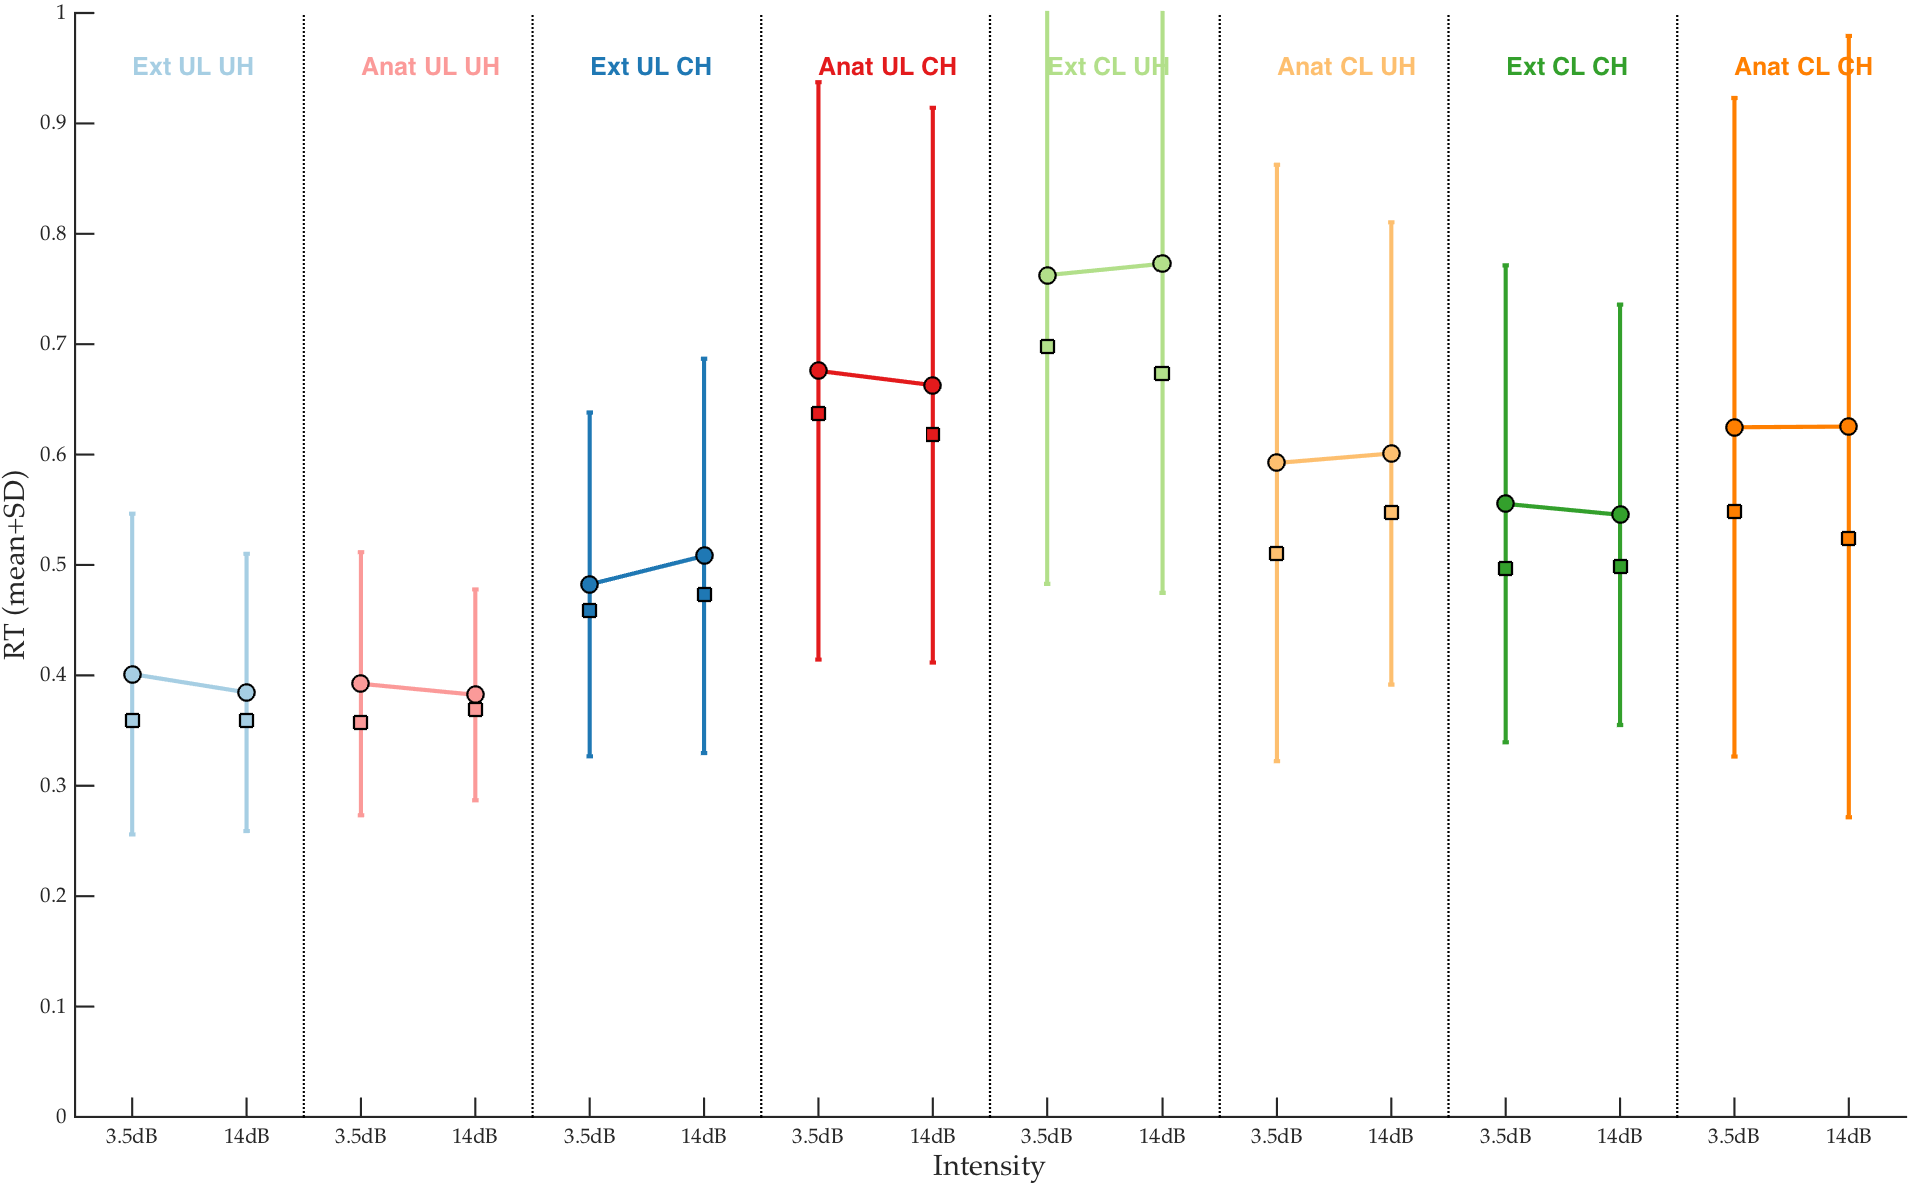 1
Ext UL UH Anat UL UH Ext UL CH Anat UL CH Ext CL UH Anat CL UH Ext CL CH Anat CL CH
0.9
0.8
0.7
0.6
0.5
0.4
0.3
0.2
0.1
0
RT (mean+SD)
3.5dB 14dB 3.5dB 14dB 3.5dB 14dB 3.5dB 14dB 3.5dB 14dB 3.5dB 14dB 3.5dB 14dB 3.5dB 14dB
Intensity